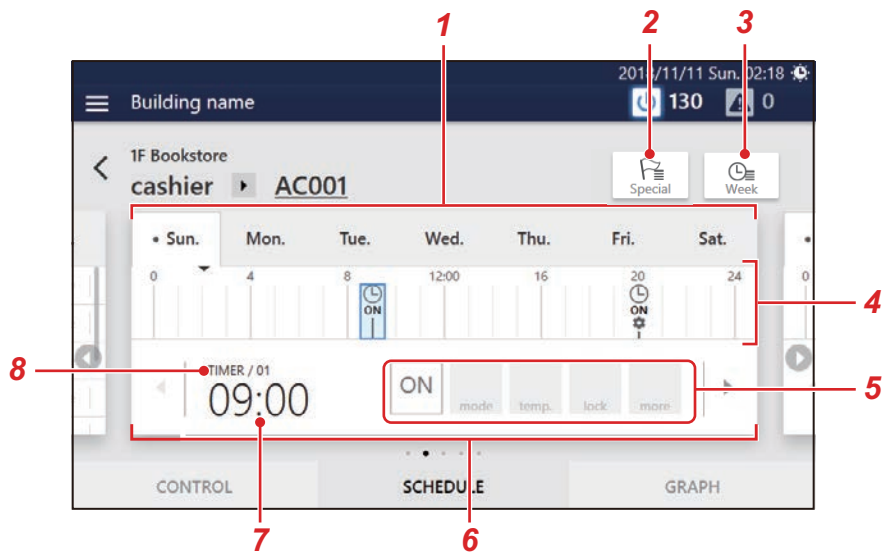 1 2 3
2018/11/11 Sun. 02:18
Building name 130 0
1F Bookstore
cashier AC001
Special Week
Sun. Mon. Tue. Wed. Thu. Fri. Sat.
0 4 8 12:00 16 20 24 0
ON ON
4
TIMER / 01
8
09:00
ON mode temp. lock more
5
CONTROL SCHEDULE GRAPH
7 6